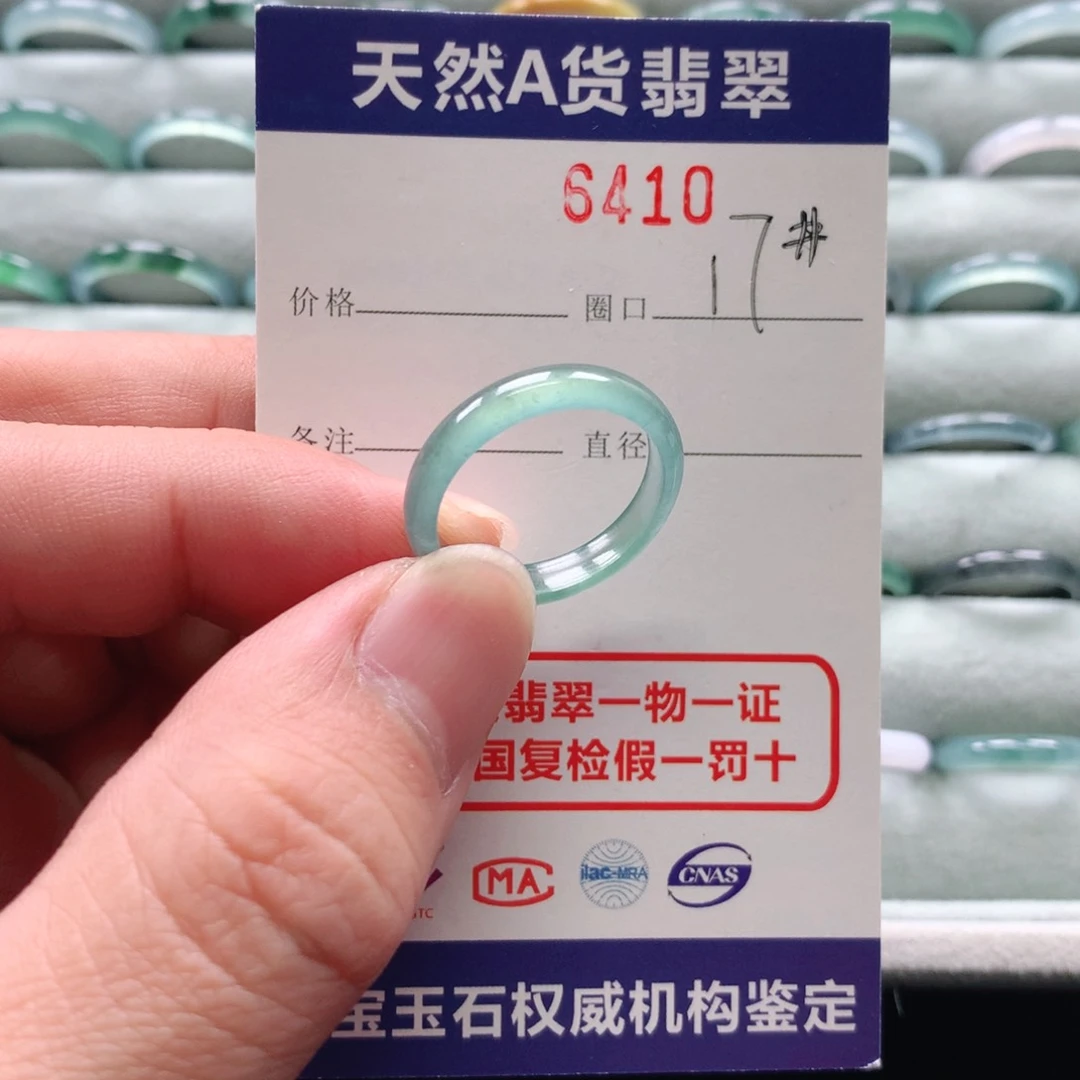 天然A货翡翠
6410
价格 圈口 17#
备注 直径
翡翠一物一证
国复检假一罚十
GTC MA ilac-MRA CNAS
宝玉石权威机构鉴定